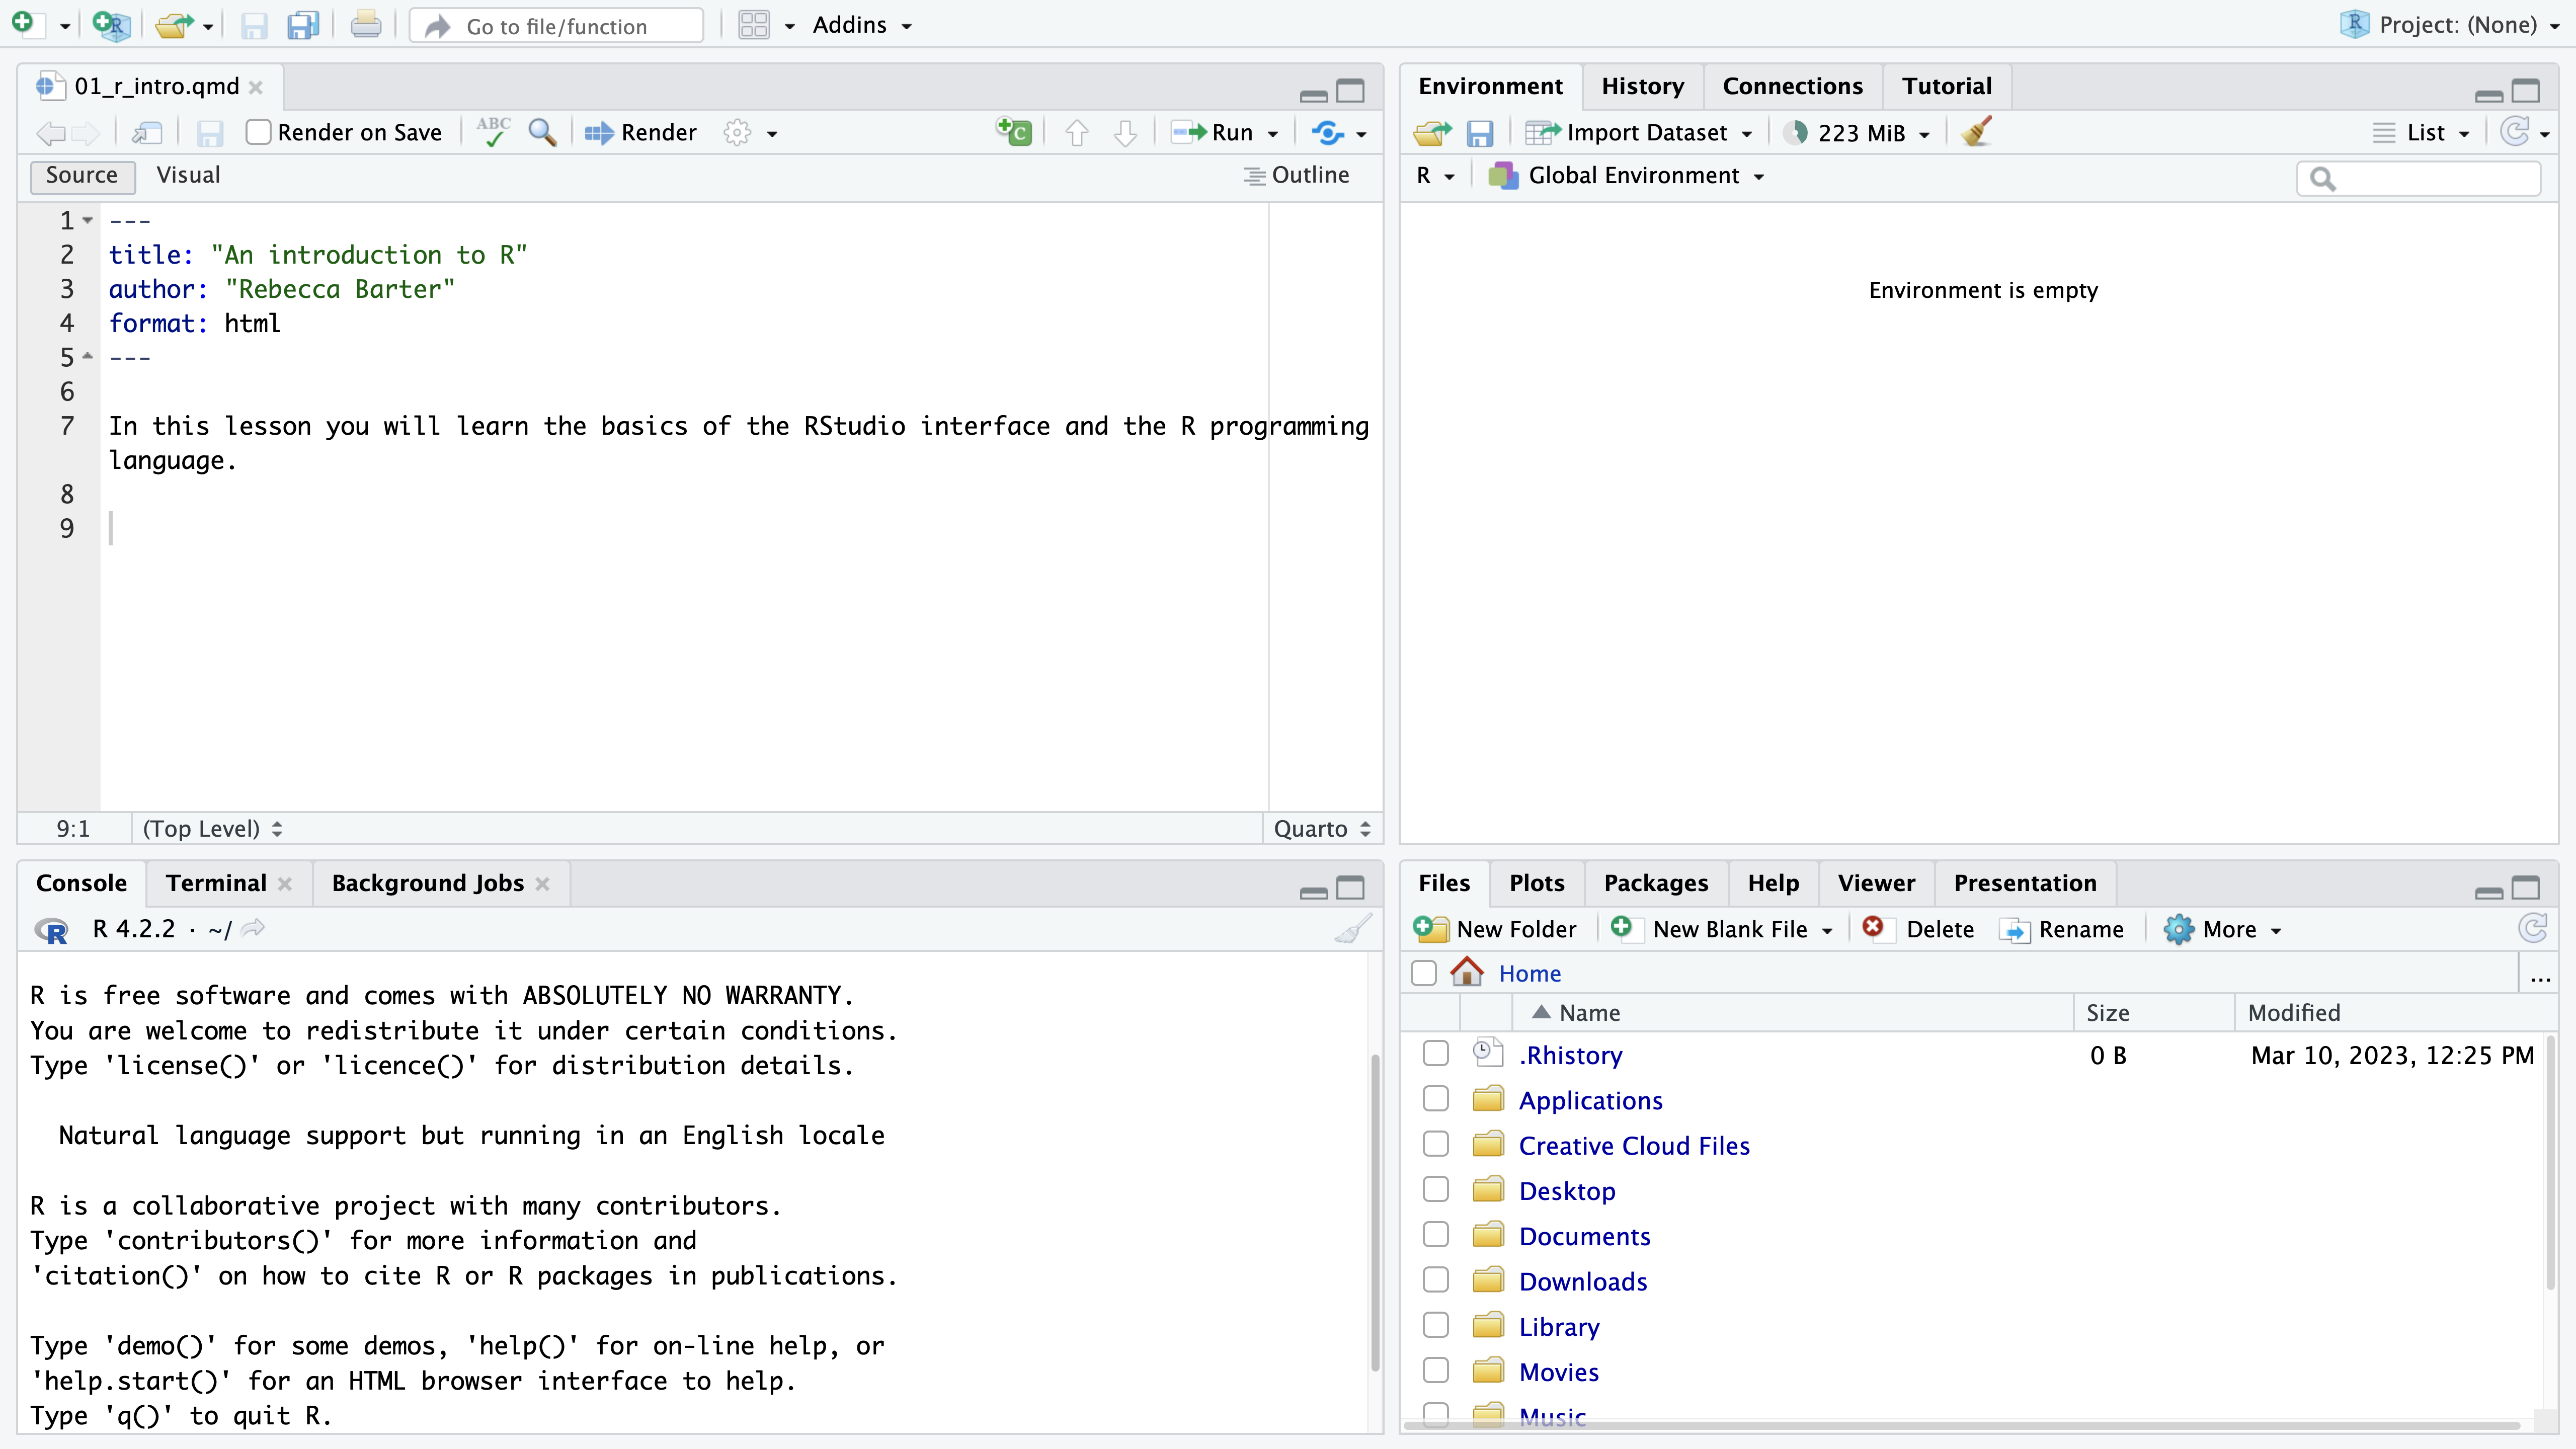 Go to file/function Addins Project: (None)
01_r_intro.qmd
Render on Save ABC Render C Run
Source Visual Outline
1 ---
2 title: "An introduction to R"
3 author: "Rebecca Barter"
4 format: html
5 ---
6
7 In this lesson you will learn the basics of the RStudio interface and the R programming
language.
8
9
9:1 (Top Level) Quarto
Environment History Connections Tutorial
Import Dataset 223 MiB List
R Global Environment
Environment is empty
Console Terminal Background Jobs
R 4.2.2 · ~/
R is free software and comes with ABSOLUTELY NO WARRANTY.
You are welcome to redistribute it under certain conditions.
Type 'license()' or 'licence()' for distribution details.
Natural language support but running in an English locale
R is a collaborative project with many contributors.
Type 'contributors()' for more information and
'citation()' on how to cite R or R packages in publications.
Type 'demo()' for some demos, 'help()' for on-line help, or
'help.start()' for an HTML browser interface to help.
Type 'q()' to quit R.
Files Plots Packages Help Viewer Presentation
New Folder New Blank File Delete Rename More
Home ...
Name Size Modified
.Rhistory 0 B Mar 10, 2023, 12:25 PM
Applications
Creative Cloud Files
Desktop
Documents
Downloads
Library
Movies
Music